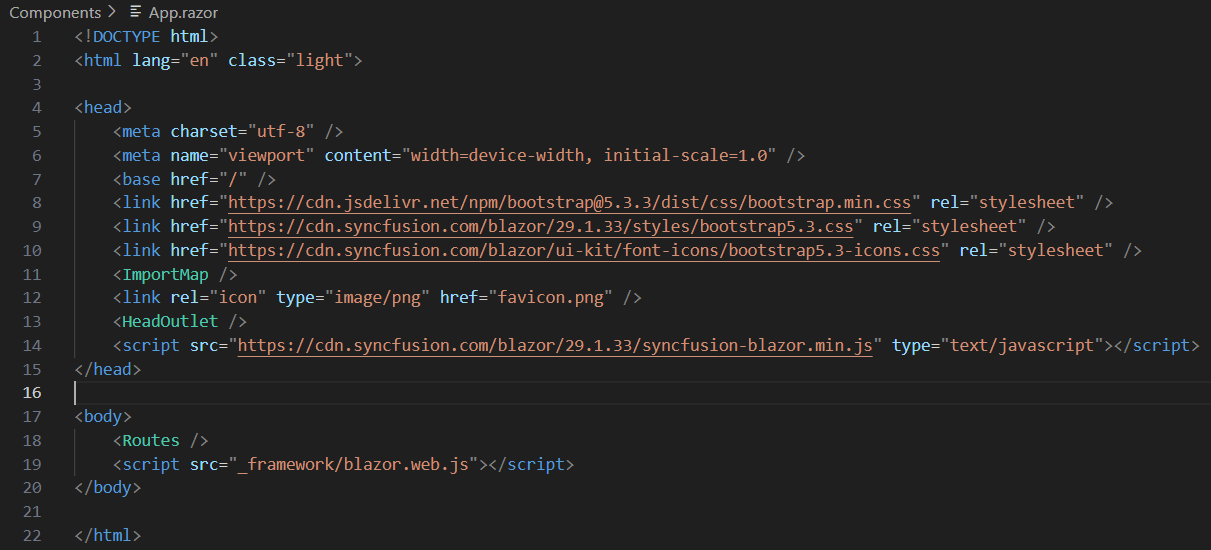 Components > App.razor
1 <!DOCTYPE html>
2 <html lang="en" class="light">
3
4 <head>
5     <meta charset="utf-8" />
6     <meta name="viewport" content="width=device-width, initial-scale=1.0" />
7     <base href="/" />
8     <link href="https://cdn.jsdelivr.net/npm/bootstrap@5.3.3/dist/css/bootstrap.min.css" rel="stylesheet" />
9     <link href="https://cdn.syncfusion.com/blazor/29.1.33/styles/bootstrap5.3.css" rel="stylesheet" />
10     <link href="https://cdn.syncfusion.com/blazor/ui-kit/font-icons/bootstrap5.3-icons.css" rel="stylesheet" />
11     <ImportMap />
12     <link rel="icon" type="image/png" href="favicon.png" />
13     <HeadOutlet />
14     <script src="https://cdn.syncfusion.com/blazor/29.1.33/syncfusion-blazor.min.js" type="text/javascript"></script>
15 </head>
16
17 <body>
18     <Routes />
19     <script src="_framework/blazor.web.js"></script>
20 </body>
21
22 </html>